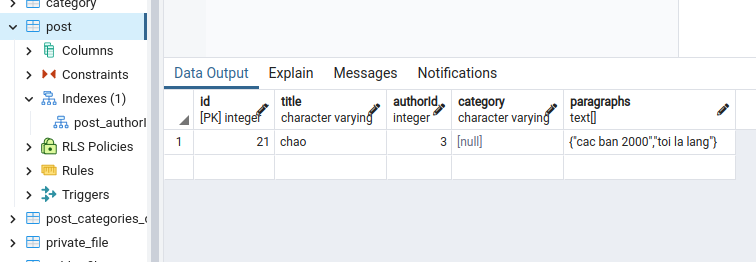 category
post
Columns
Constraints
Indexes (1)
post_authorI
RLS Policies
Rules
Triggers
post_categories_c
private_file
Data Output Explain Messages Notifications
id title authorId category paragraphs
[PK] integer character varying integer character varying text[]
1 21 chao 3 [null] {"cac ban 2000","toi la lang"}